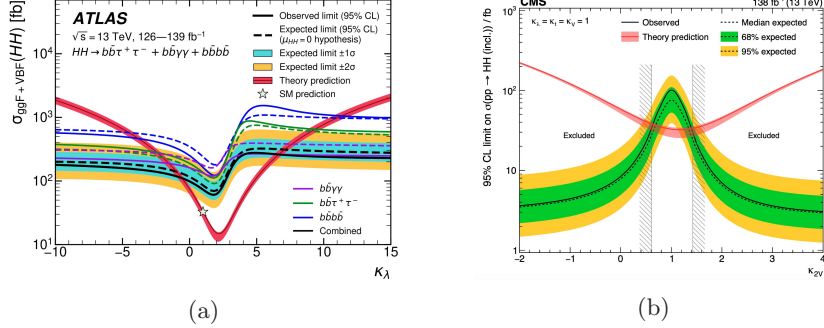 ATLAS
√s = 13 TeV, 126—139 fb⁻¹
HH → bb̄τ⁺τ⁻ + bb̄γγ + bb̄bb̄
Observed limit (95% CL)
Expected limit (95% CL)
(μHH = 0 hypothesis)
Expected limit ±1σ
Expected limit ±2σ
Theory prediction
SM prediction
bb̄γγ
bb̄τ⁺τ⁻
bb̄bb̄
Combined
σggF + VBF(HH) [fb]
10⁴
10³
10²
10¹
−10 −5 0 5 10 15
κλ
(a)
CMS
138 fb⁻¹ (13 TeV)
κλ = κt = κV = 1
Observed
Theory prediction
Median expected
68% expected
95% expected
Excluded
Excluded
95% CL limit on σ(pp → HH (incl.)) / fb
100
10
1
−2 −1 0 1 2 3 4
κ2V
(b)